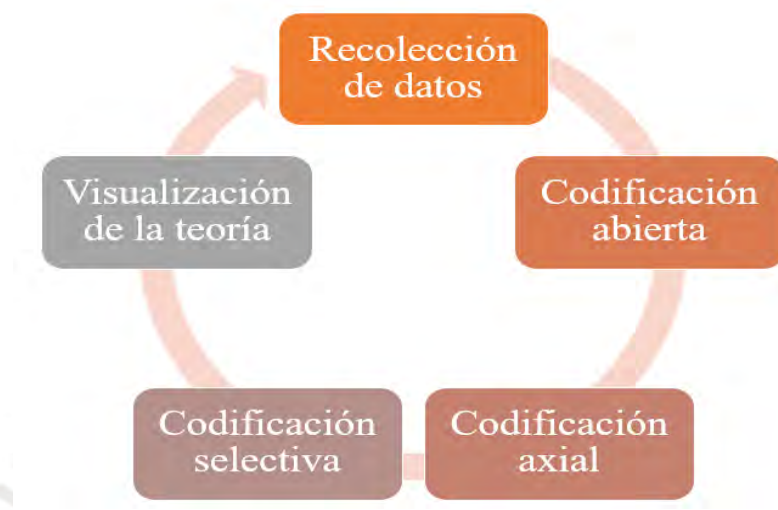 Recolección
de datos
Codificación
abierta
Codificación
axial
Codificación
selectiva
Visualización
de la teoría